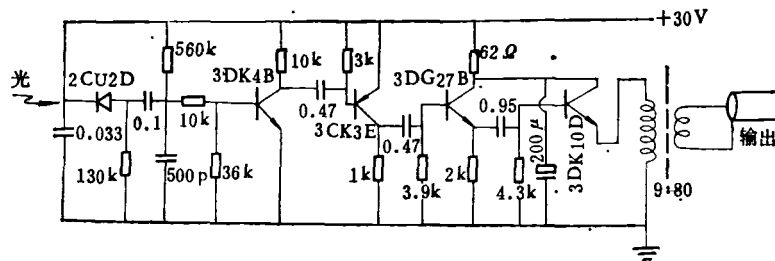 +30V
560k
10k
3k
62Ω
光
2CU2D
3DK4B
3DG27B
0.47
0.95
0.033
0.1
10k
3CK3E
0.47
200μ
3DK10D
输出
130k
500p
36k
1k
3.9k
2k
4.3k
9:80